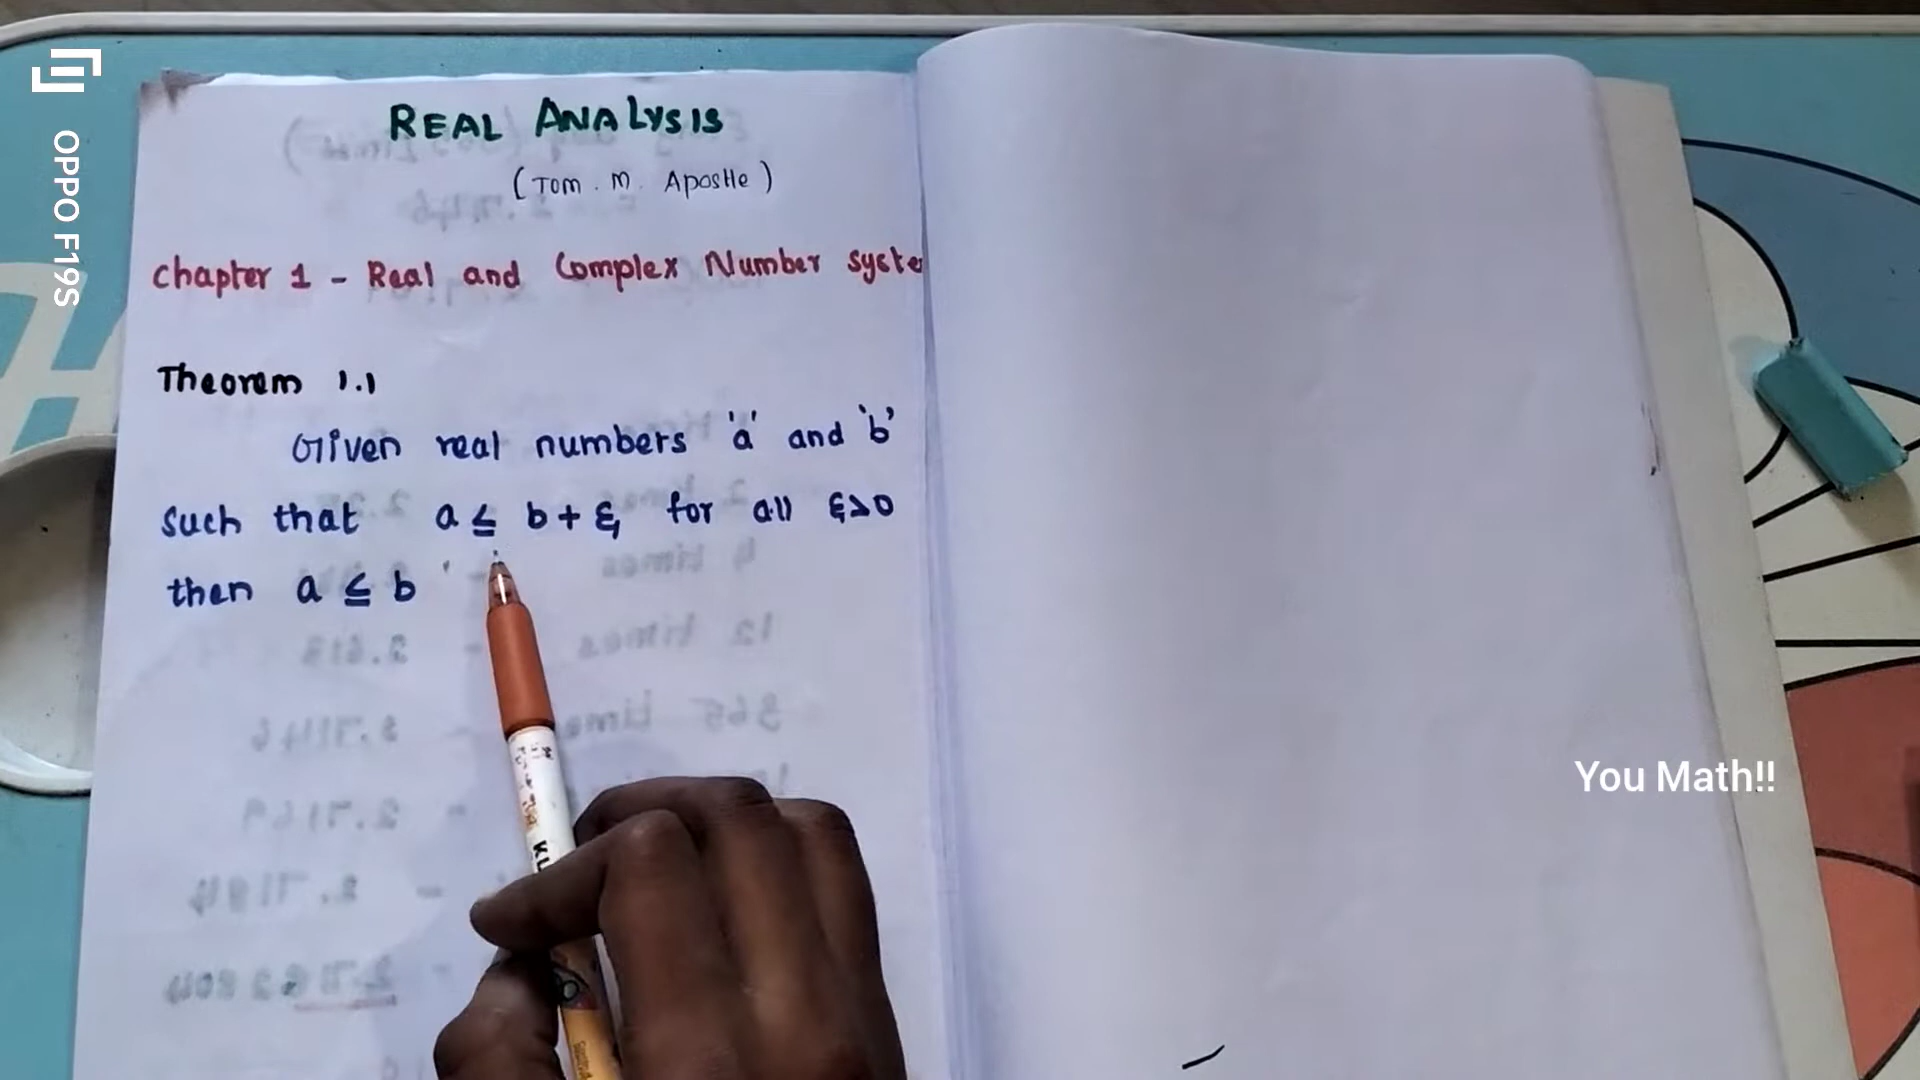 REAL ANALYSIS
(Tom. M. Apostle)
Chapter 1 - Real and Complex Number syste
Theorem 1.1
Given real numbers 'a' and 'b'
such that a ≤ b + ε, for all ε>0
then a ≤ b
OPPO F19S
You Math!!